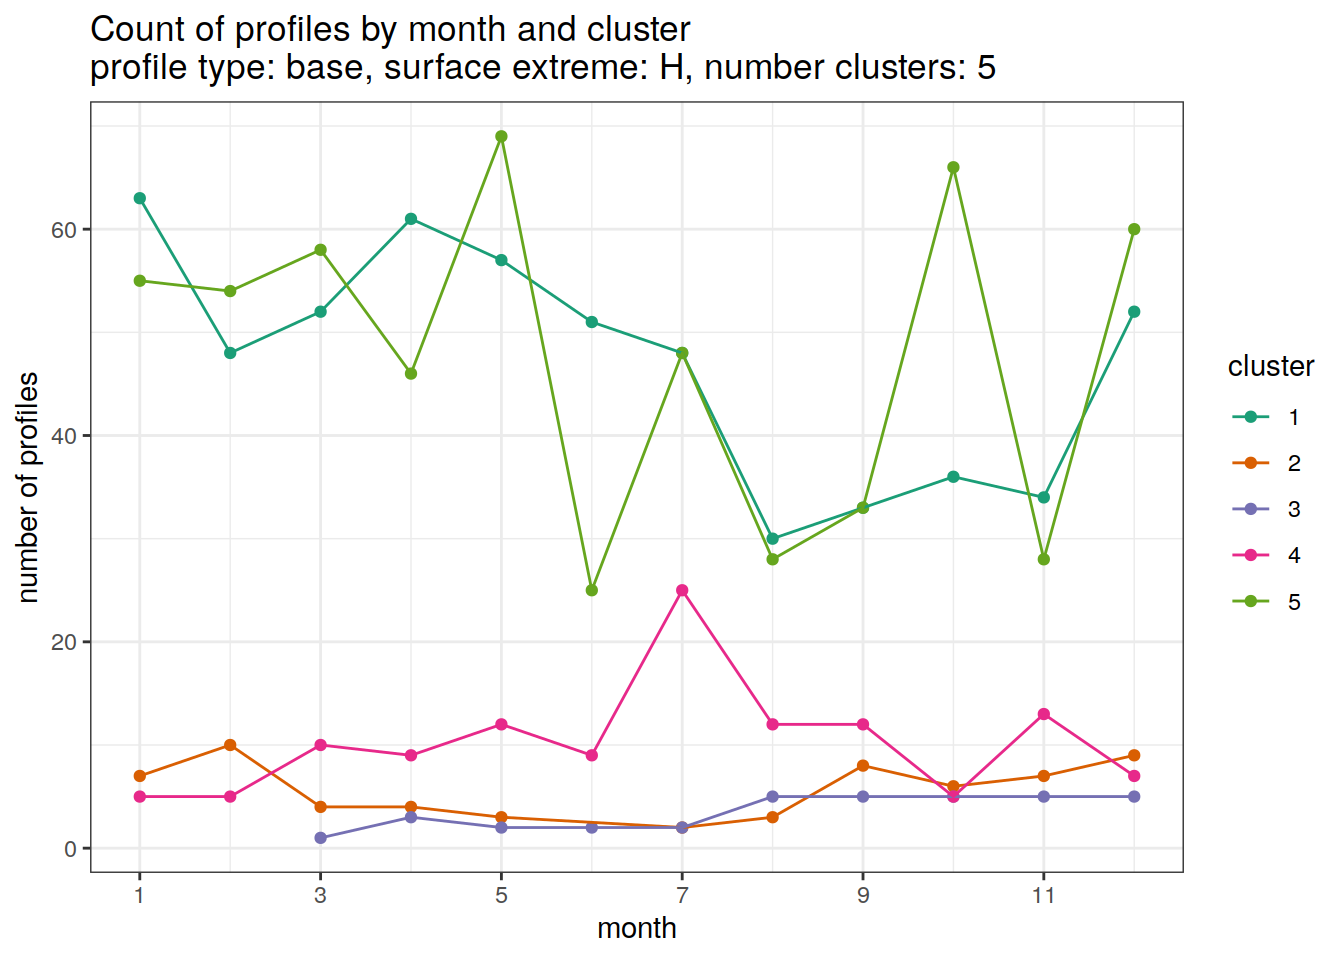 Count of profiles by month and cluster
profile type: base, surface extreme: H, number clusters: 5
number of profiles
60
40
20
0
1 3 5 7 9 11
month
cluster
1
2
3
4
5